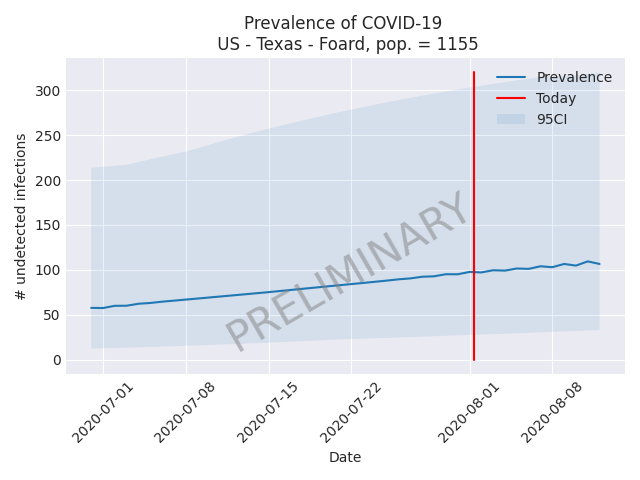 Prevalence of COVID-19
US - Texas - Foard, pop. = 1155
Prevalence
Today
95CI
# undetected infections
300
250
200
150
100
50
0
PRELIMINARY
2020-07-01
2020-07-08
2020-07-15
2020-07-22
2020-08-01
2020-08-08
Date